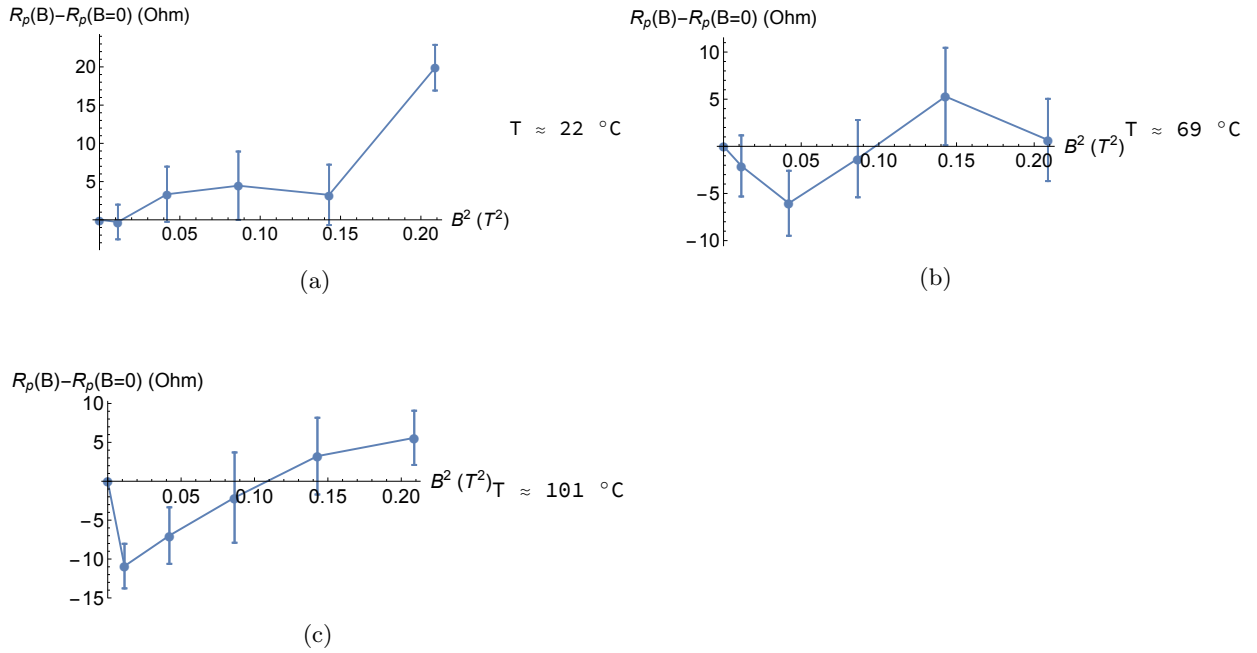 Rp(B)−Rp(B=0) (Ohm)
20
15
10
5
0.05 0.10 0.15 0.20
B² (T²)
T ≈ 22 °C
(a)
Rp(B)−Rp(B=0) (Ohm)
10
5
0.05 0.10 0.15 0.20
B² (T²)
−5
−10
T ≈ 69 °C
(b)
Rp(B)−Rp(B=0) (Ohm)
10
5
0.05 0.10 0.15 0.20
B² (T²)
−5
−10
−15
T ≈ 101 °C
(c)